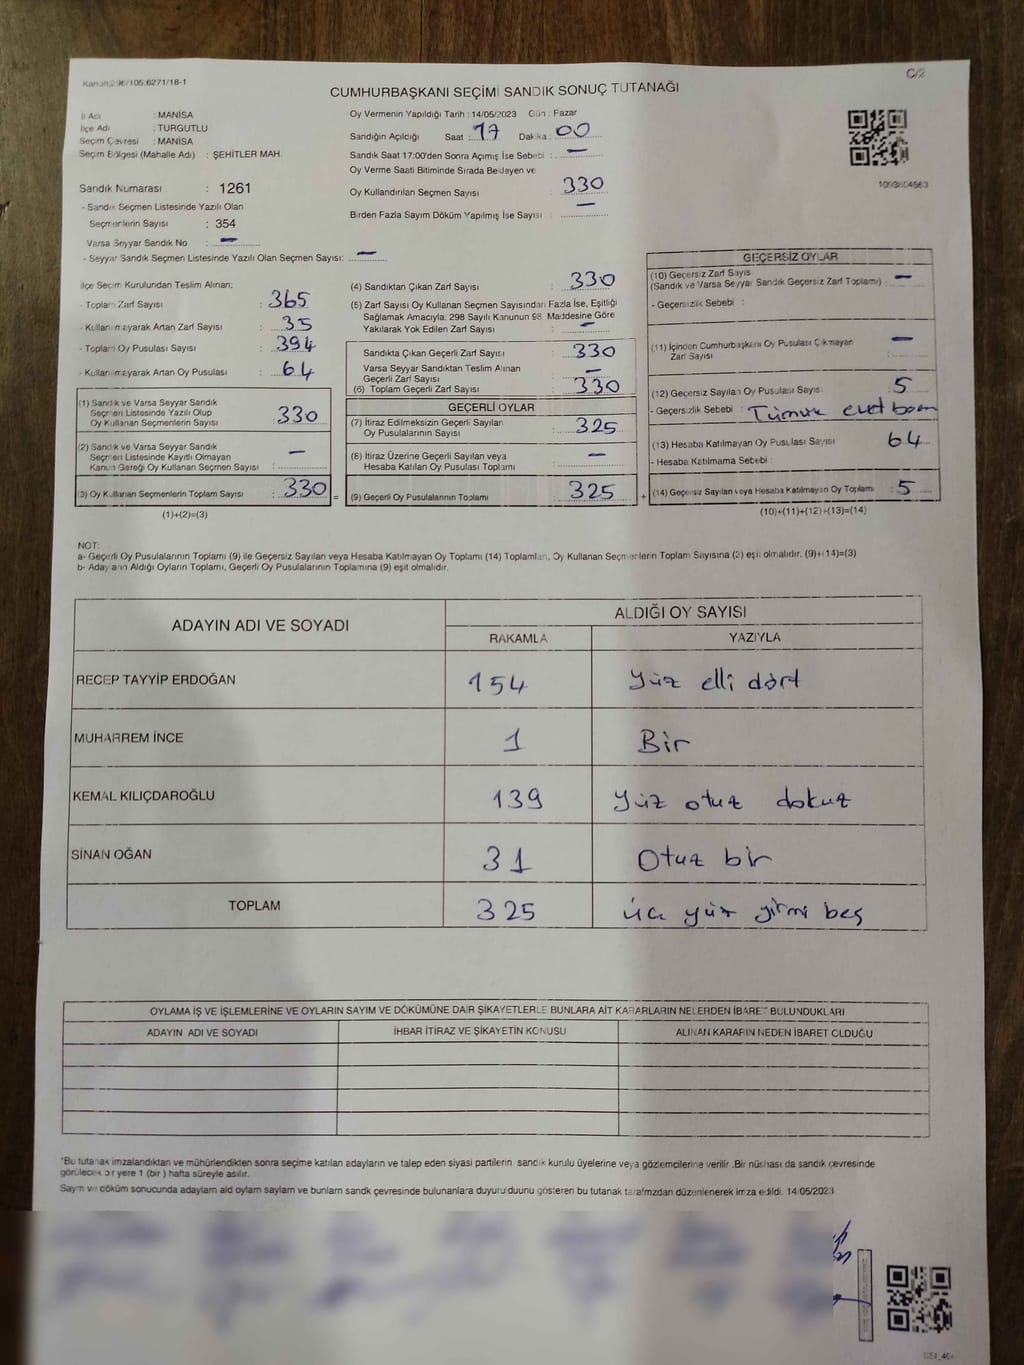 C/2
CUMHURBAŞKANI SEÇİMİ SANDIK SONUÇ TUTANAĞI
İl Adı : MANİSA
İlçe Adı : TURGUTLU
Seçim Çevresi : MANİSA
Seçim Bölgesi (Mahalle Adı) : ŞEHİTLER MAH.
Sandık Numarası : 1261
- Sandık Seçmen Listesinde Yazılı Olan
Seçmenlerin Sayısı : 354
Varsa Seyyar Sandık No : –
- Seyyar Sandık Seçmen Listesinde Yazılı Olan Seçmen Sayısı: –
Oy Vermenin Yapıldığı Tarih : 14/05/2023 Gün : Pazar
Sandığın Açıldığı Saat : 17 Dakika : 00
Sandık Saat 17:00'den Sonra Açılmış İse Sebebi : –
Oy Verme Saati Bitiminde Sırada Bekleyen ve
Oy Kullandırılan Seçmen Sayısı : 330
Birden Fazla Sayım Döküm Yapılmış İse Sayısı : –
İlçe Seçim Kurulundan Teslim Alınan;
- Toplam Zarf Sayısı : 365
- Kullanılmayarak Artan Zarf Sayısı : 35
- Toplam Oy Pusulası Sayısı : 394
- Kullanılmayarak Artan Oy Pusulası : 64
(1) Sandık ve Varsa Seyyar Sandık
Seçmen Listesinde Yazılı Olup
Oy Kullanan Seçmenlerin Sayısı : 330
(2) Sandık ve Varsa Seyyar Sandık
Seçmen Listesinde Kayıtlı Olmayan
Kanun Gereği Oy Kullanan Seçmen Sayısı : –
(3) Oy Kullanan Seçmenlerin Toplam Sayısı : 330 =
(1)+(2)=(3)
(4) Sandıktan Çıkan Zarf Sayısı : 330
(5) Zarf Sayısı Oy Kullanan Seçmen Sayısından Fazla İse, Eşitliği
Sağlamak Amacıyla; 298 Sayılı Kanunun 98. Maddesine Göre
Yakılarak Yok Edilen Zarf Sayısı : –
Sandıkta Çıkan Geçerli Zarf Sayısı : 330
Varsa Seyyar Sandıktan Teslim Alınan
Geçerli Zarf Sayısı : –
(6) Toplam Geçerli Zarf Sayısı : 330
GEÇERLİ OYLAR
(7) İtiraz Edilmeksizin Geçerli Sayılan
Oy Pusulalarının Sayısı : 325
(8) İtiraz Üzerine Geçerli Sayılan veya
Hesaba Katılan Oy Pusulası Toplamı : –
(9) Geçerli Oy Pusulalarının Toplamı : 325 +
GEÇERSİZ OYLAR
(10) Geçersiz Zarf Sayısı
(Sandık ve Varsa Seyyar Sandık Geçersiz Zarf Toplamı) : –
- Geçersizlik Sebebi :
(11) İçinden Cumhurbaşkanı Oy Pusulası Çıkmayan
Zarf Sayısı : –
(12) Geçersiz Sayılan Oy Pusulası Sayısı : 5
- Geçersizlik Sebebi :
(13) Hesaba Katılmayan Oy Pusulası Sayısı : 64
- Hesaba Katılmama Sebebi :
(14) Geçersiz Sayılan veya Hesaba Katılmayan Oy Toplamı : 5
(10)+(11)+(12)+(13)=(14)
NOT:
a- Geçerli Oy Pusulalarının Toplamı (9) ile Geçersiz Sayılan veya Hesaba Katılmayan Oy Toplamı (14) Toplamları, Oy Kullanan Seçmenlerin Toplam Sayısına (3) eşit olmalıdır. (9)+(14)=(3)
b- Adayların Aldığı Oyların Toplamı, Geçerli Oy Pusulalarının Toplamına (9) eşit olmalıdır.
ADAYIN ADI VE SOYADI ALDIĞI OY SAYISI
RAKAMLA YAZIYLA
RECEP TAYYİP ERDOĞAN 154 Yüz elli dört
MUHARREM İNCE 1 Bir
KEMAL KILIÇDAROĞLU 139 Yüz otuz dokuz
SİNAN OĞAN 31 Otuz bir
TOPLAM 325 üç yüz yirmi beş
OYLAMA İŞ VE İŞLEMLERİNE VE OYLARIN SAYIM VE DÖKÜMÜNE DAİR ŞİKAYETLERLE BUNLARA AİT KARARLARIN NELERDEN İBARET BULUNDUKLARI
ADAYIN ADI VE SOYADI İHBAR İTİRAZ VE ŞİKAYETİN KONUSU ALINAN KARARIN NEDEN İBARET OLDUĞU
*Bu tutanak imzalandıktan ve mühürlendikten sonra seçime katılan adayların ve talep eden siyasi partilerin sandık kurulu üyelerine veya gözlemcilerine verilir. Bir nüshası da sandık çevresinde
görülecek bir yere 1 (bir) hafta süreyle asılır.
Sayım ve döküm sonucunda adayların ald oyların sayların ve bunların sandk çevresinde bulunanlara duyuru duunu gösteren bu tutanak tarafmzdan düzenlenerek imza edildi. 14/05/2023